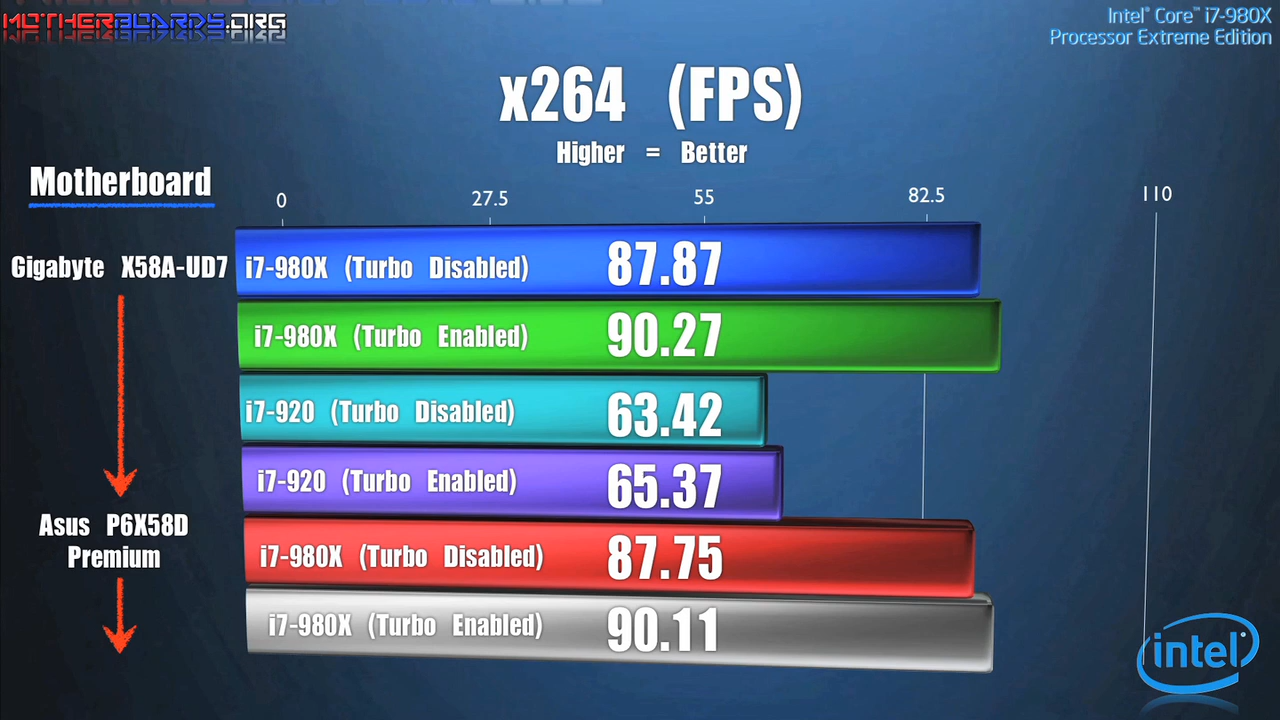 MOTHERBOARDS.ORG
Intel® Core™ i7-980X
Processor Extreme Edition
x264 (FPS)
Higher = Better
Motherboard
0 27.5 55 82.5 110
Gigabyte X58A-UD7
i7-980X (Turbo Disabled) 87.87
i7-980X (Turbo Enabled) 90.27
i7-920 (Turbo Disabled) 63.42
i7-920 (Turbo Enabled) 65.37
Asus P6X58D
Premium
i7-980X (Turbo Disabled) 87.75
i7-980X (Turbo Enabled) 90.11
intel®